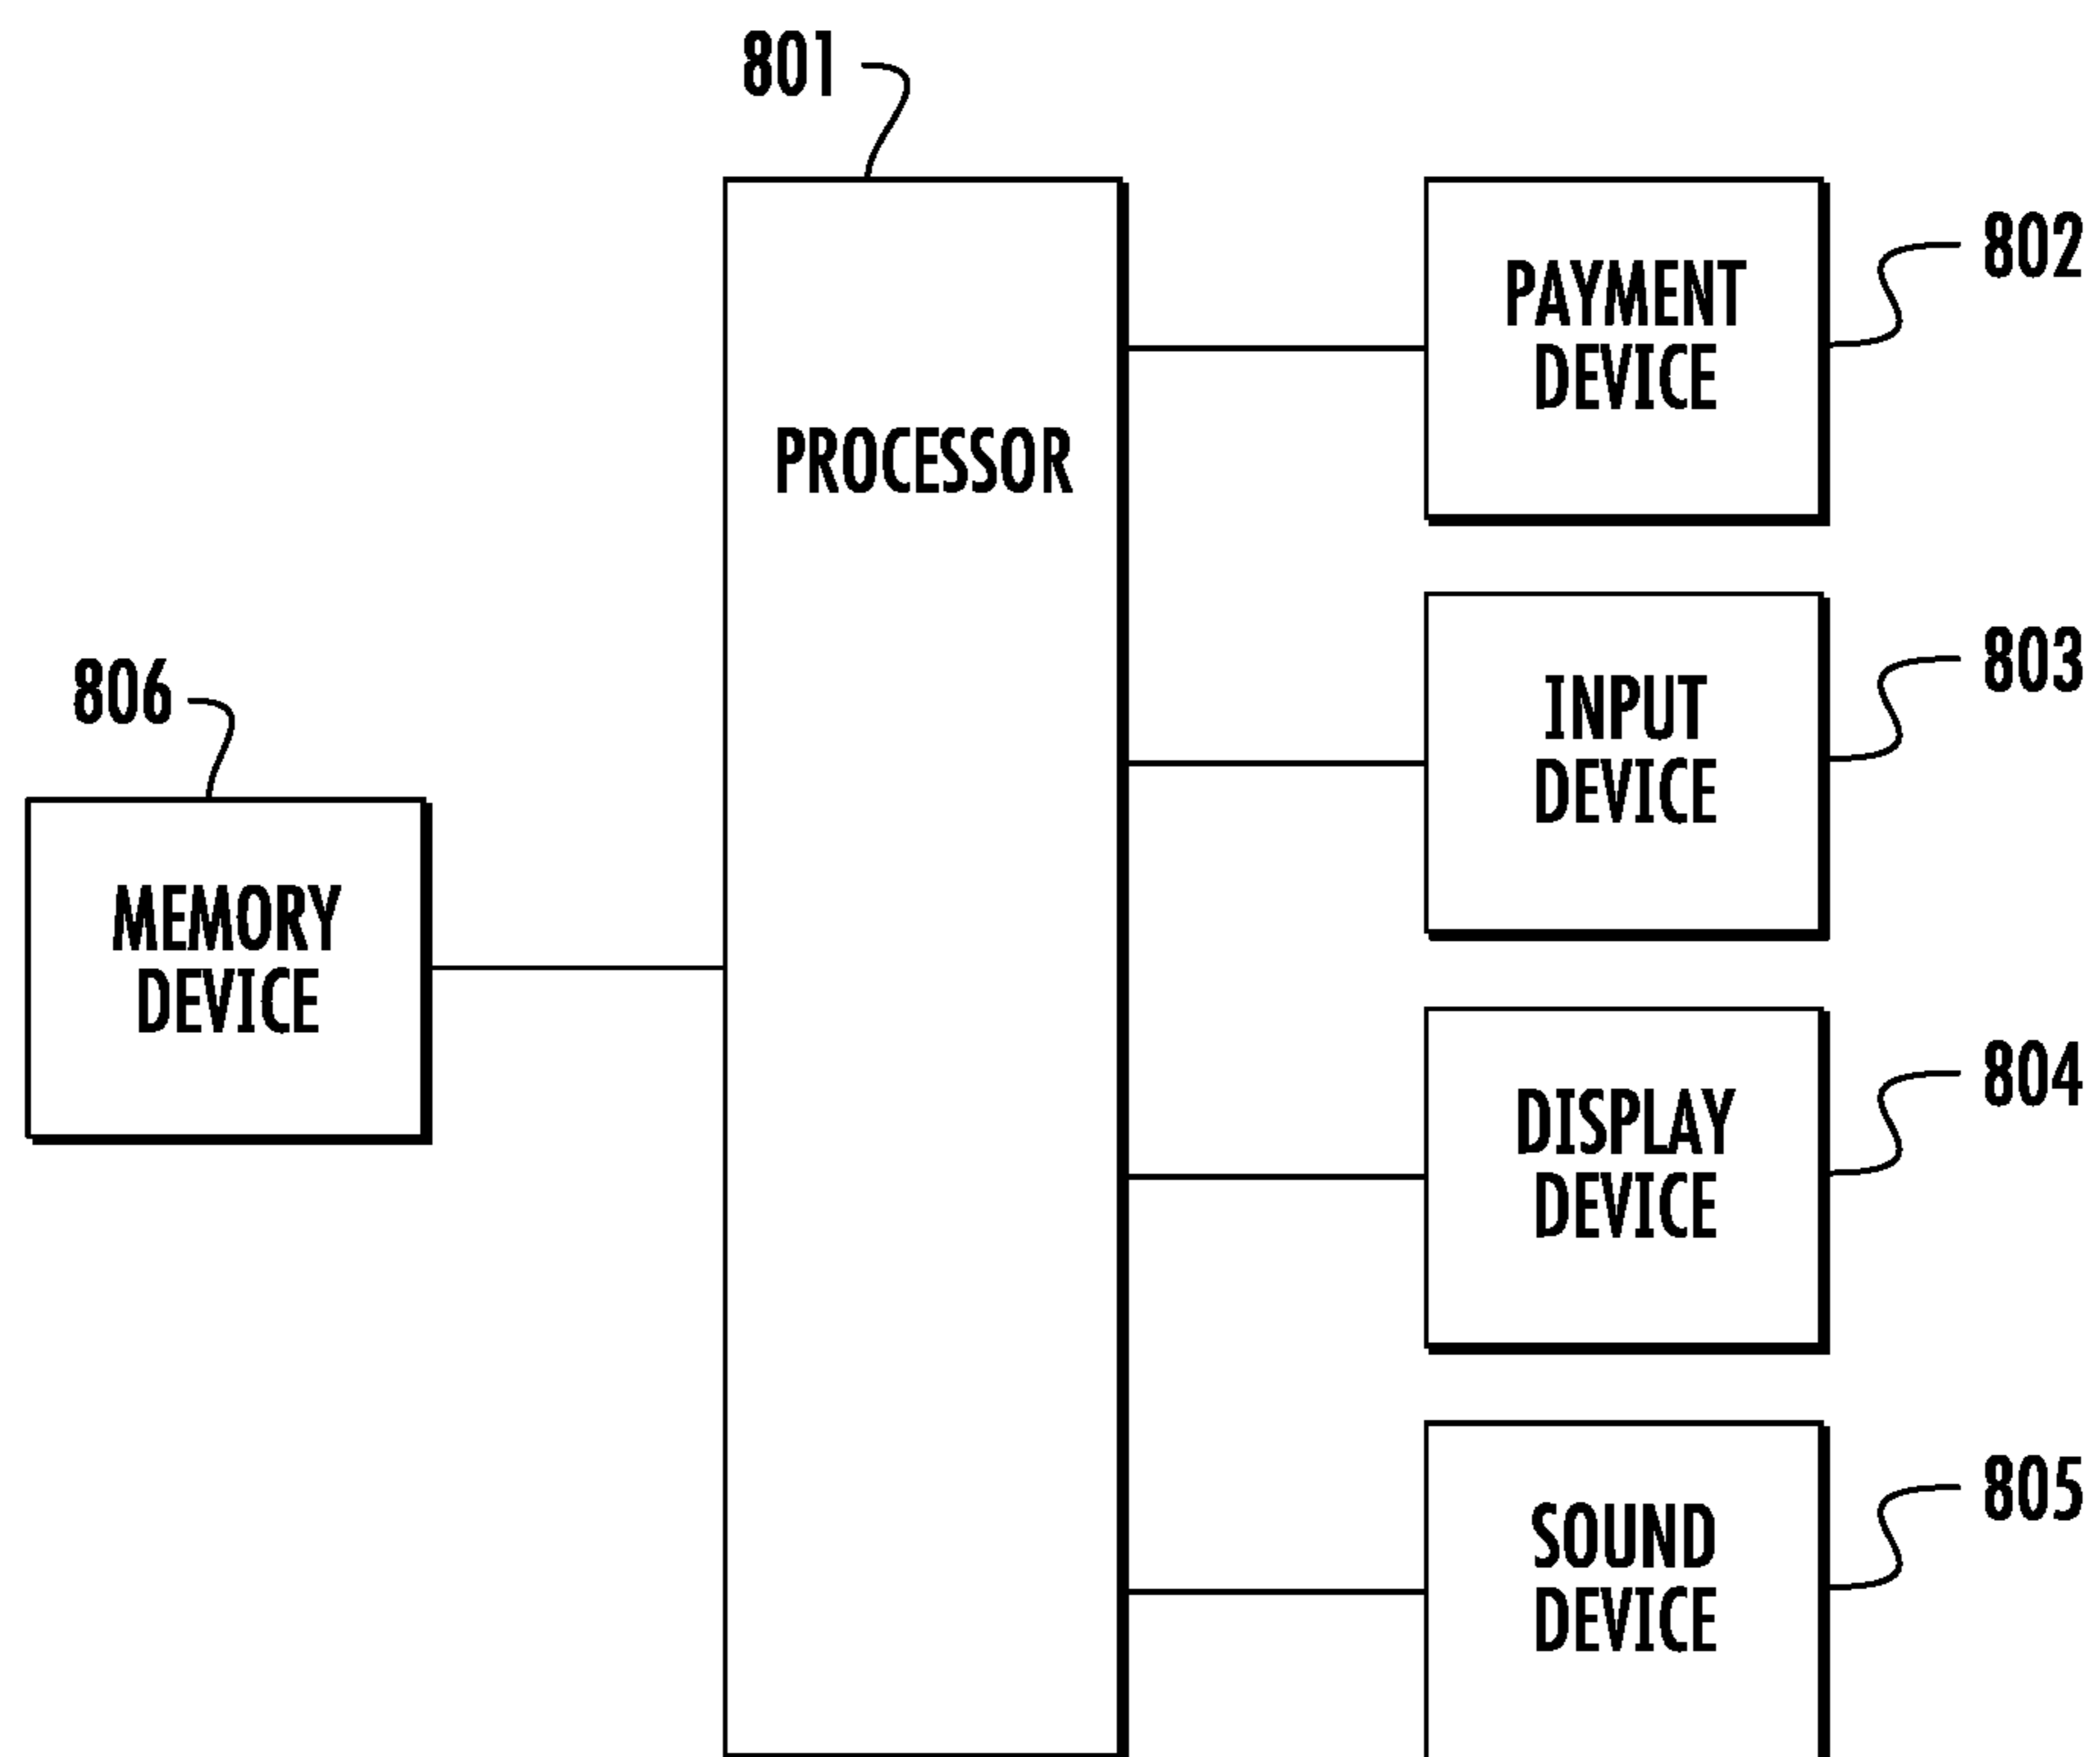 801
802
PAYMENT
DEVICE
PROCESSOR
803
806
INPUT
DEVICE
MEMORY
DEVICE
804
DISPLAY
DEVICE
805
SOUND
DEVICE